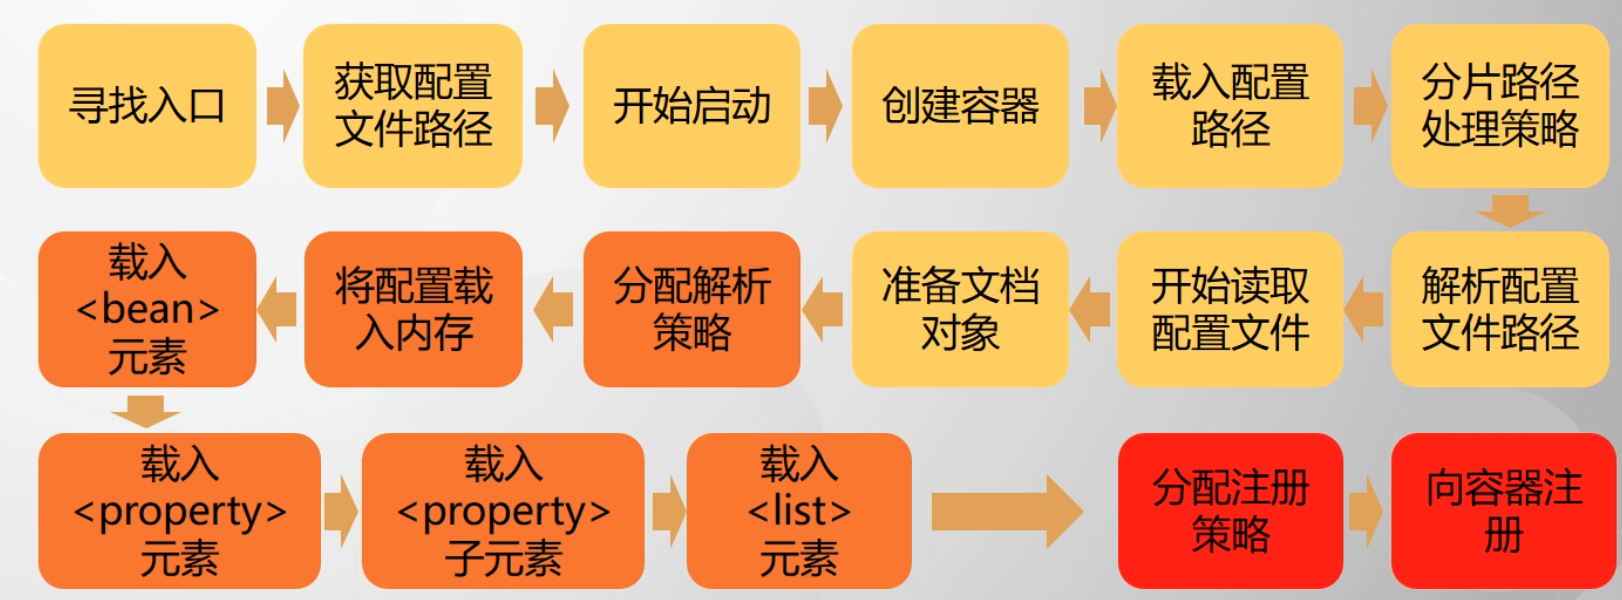 寻找入口
获取配置
文件路径
开始启动
创建容器
载入配置
路径
分片路径
处理策略
解析配置
文件路径
开始读取
配置文件
准备文档
对象
分配解析
策略
将配置载
入内存
载入
<bean>
元素
载入
<property>
元素
载入
<property>
子元素
载入
<list>
元素
分配注册
策略
向容器注
册